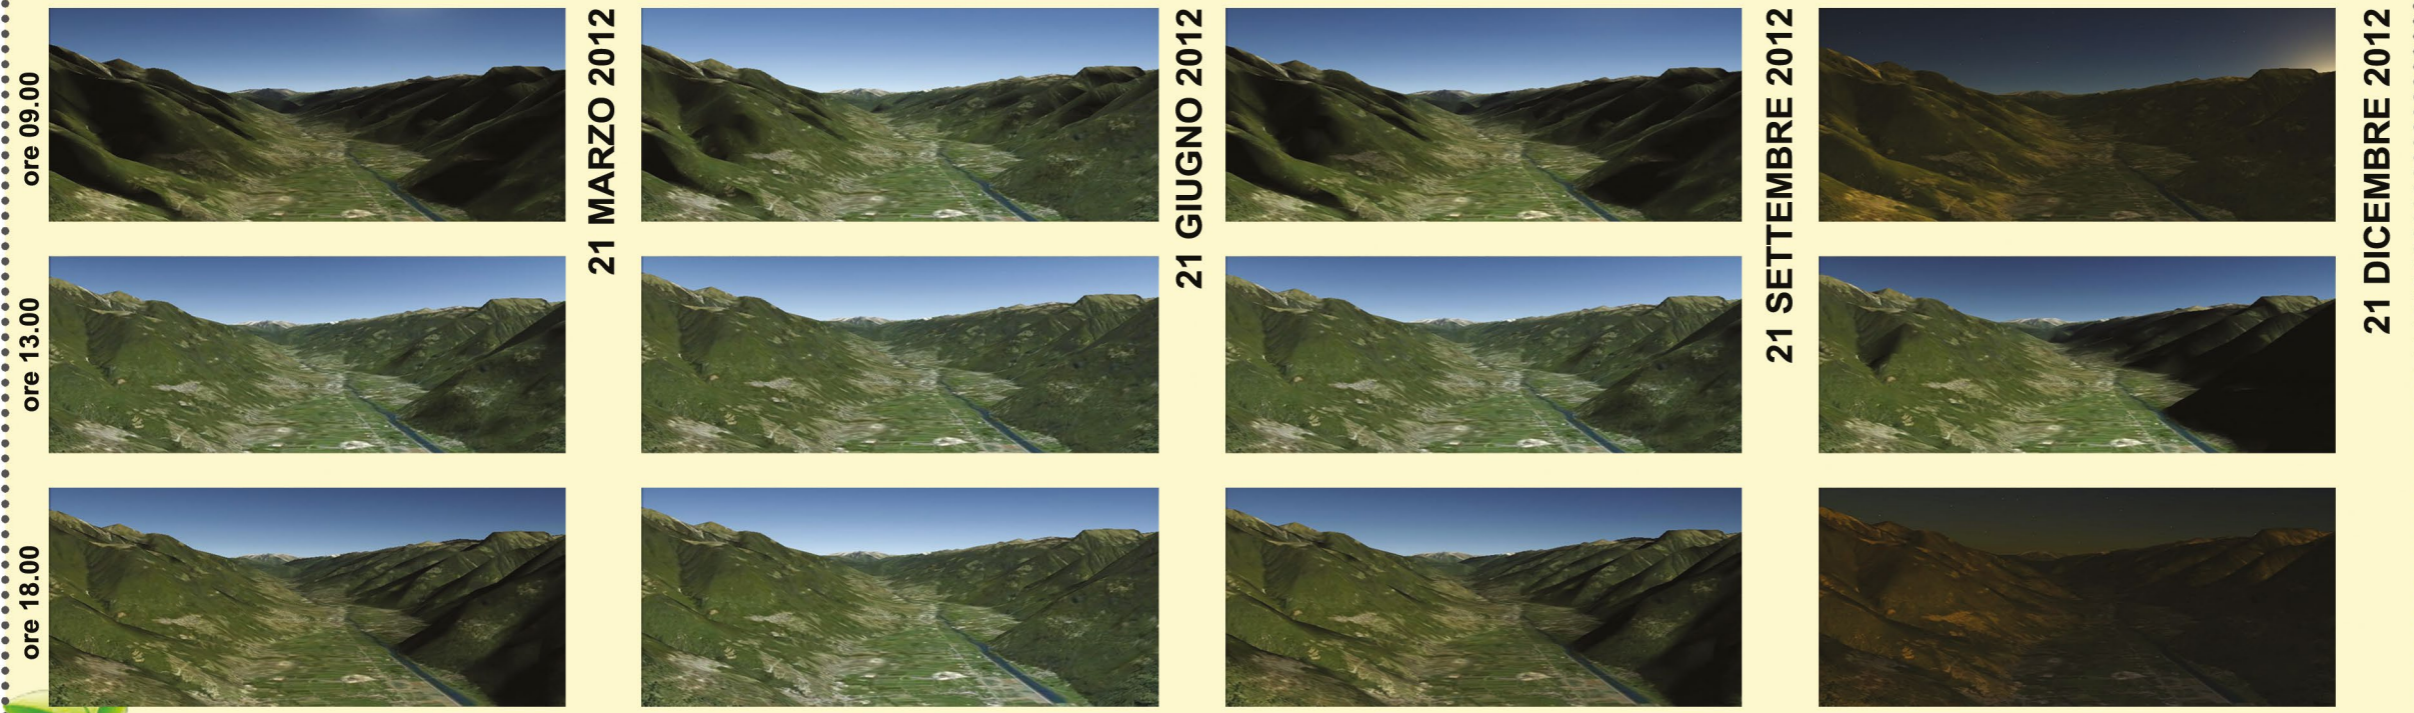 ore 09.00
21 MARZO 2012
21 GIUGNO 2012
21 SETTEMBRE 2012
21 DICEMBRE 2012
ore 13.00
ore 18.00